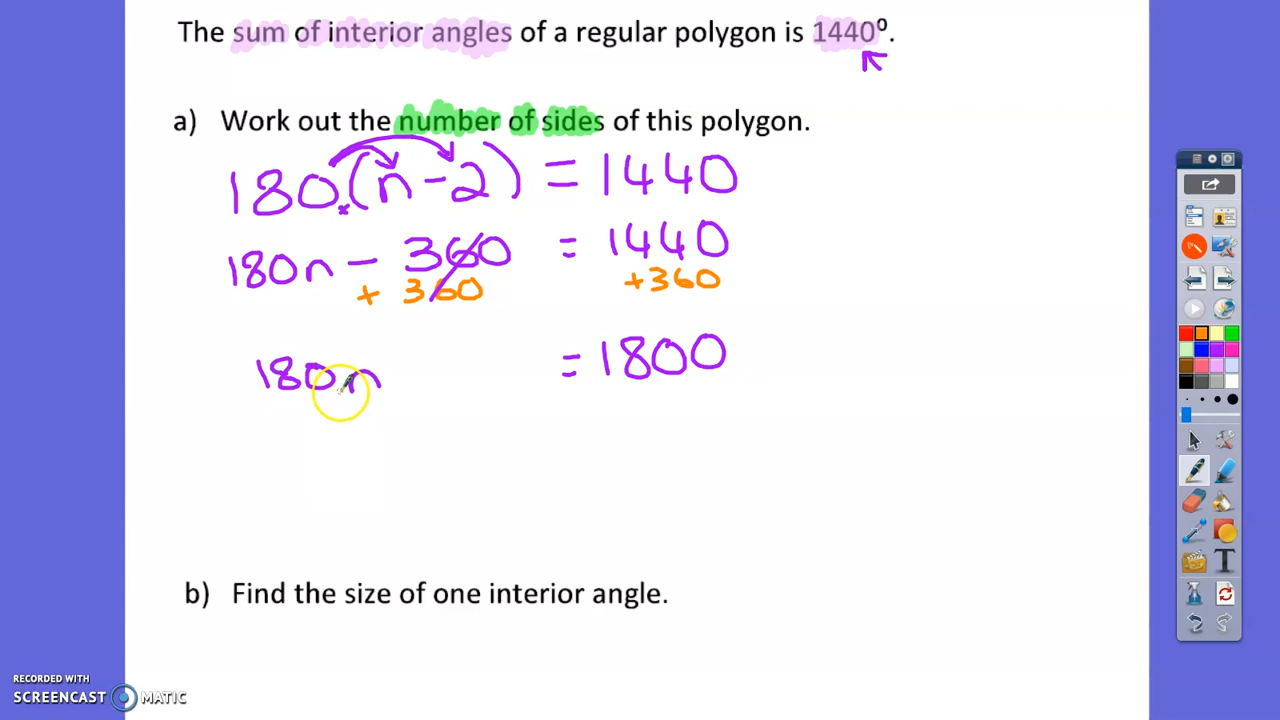 The sum of interior angles of a regular polygon is 1440⁰.
a) Work out the number of sides of this polygon.
180×(n-2) = 1440
180n - 360 = 1440
+ 360 +360
180n = 1800
b) Find the size of one interior angle.
T
RECORDED WITH
SCREENCAST MATIC